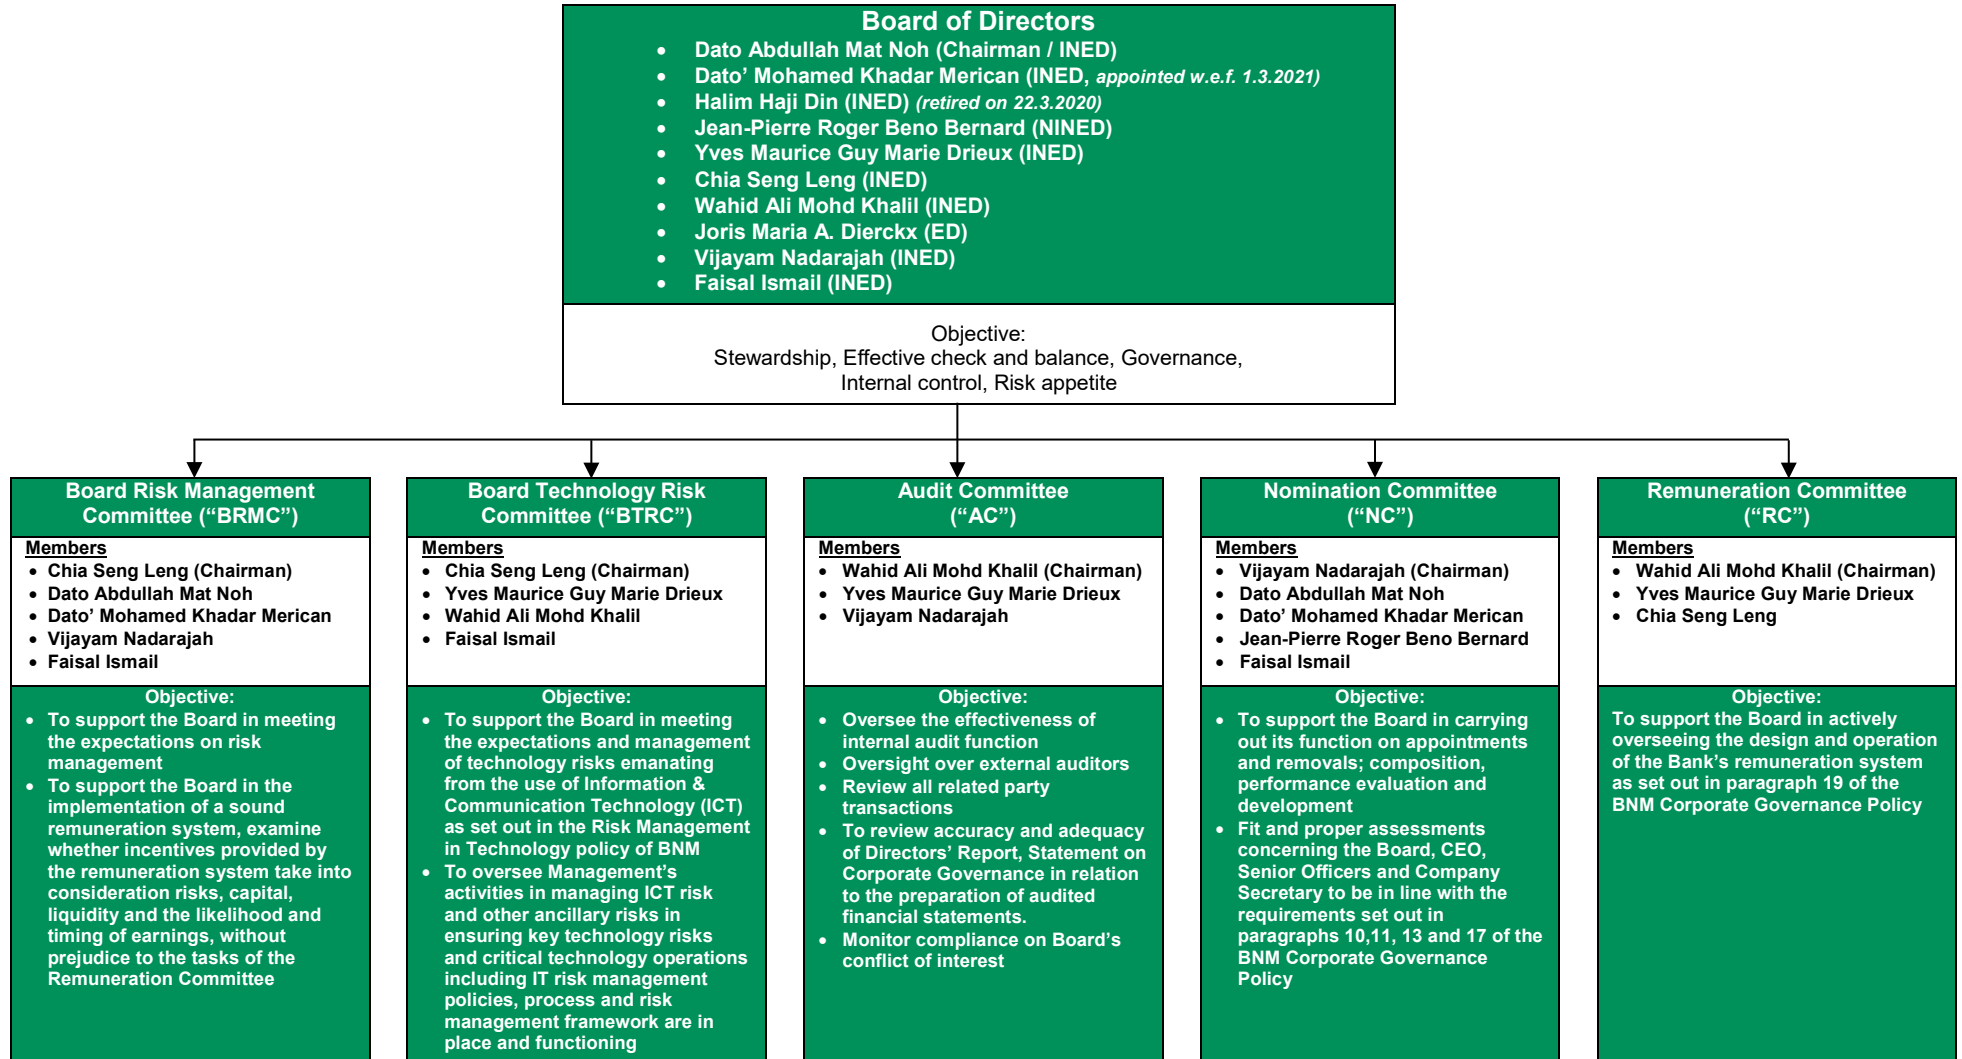 Board of Directors
• Dato Abdullah Mat Noh (Chairman / INED)
• Dato’ Mohamed Khadar Merican (INED, appointed w.e.f. 1.3.2021)
• Halim Haji Din (INED) (retired on 22.3.2020)
• Jean-Pierre Roger Beno Bernard (NINED)
• Yves Maurice Guy Marie Drieux (INED)
• Chia Seng Leng (INED)
• Wahid Ali Mohd Khalil (INED)
• Joris Maria A. Dierckx (ED)
• Vijayam Nadarajah (INED)
• Faisal Ismail (INED)
Objective:
Stewardship, Effective check and balance, Governance,
Internal control, Risk appetite
Board Risk Management
Committee (“BRMC”)
Members
• Chia Seng Leng (Chairman)
• Dato Abdullah Mat Noh
• Dato’ Mohamed Khadar Merican
• Vijayam Nadarajah
• Faisal Ismail
Objective:
• To support the Board in meeting
the expectations on risk
management
• To support the Board in the
implementation of a sound
remuneration system, examine
whether incentives provided by
the remuneration system take into
consideration risks, capital,
liquidity and the likelihood and
timing of earnings, without
prejudice to the tasks of the
Remuneration Committee
Board Technology Risk
Committee (“BTRC”)
Members
• Chia Seng Leng (Chairman)
• Yves Maurice Guy Marie Drieux
• Wahid Ali Mohd Khalil
• Faisal Ismail
Objective:
• To support the Board in meeting
the expectations and management
of technology risks emanating
from the use of Information &
Communication Technology (ICT)
as set out in the Risk Management
in Technology policy of BNM
• To oversee Management’s
activities in managing ICT risk
and other ancillary risks in
ensuring key technology risks
and critical technology operations
including IT risk management
policies, process and risk
management framework are in
place and functioning
Audit Committee
(“AC”)
Members
• Wahid Ali Mohd Khalil (Chairman)
• Yves Maurice Guy Marie Drieux
• Vijayam Nadarajah
Objective:
• Oversee the effectiveness of
internal audit function
• Oversight over external auditors
• Review all related party
transactions
• To review accuracy and adequacy
of Directors’ Report, Statement on
Corporate Governance in relation
to the preparation of audited
financial statements.
• Monitor compliance on Board’s
conflict of interest
Nomination Committee
(“NC”)
Members
• Vijayam Nadarajah (Chairman)
• Dato Abdullah Mat Noh
• Dato’ Mohamed Khadar Merican
• Jean-Pierre Roger Beno Bernard
• Faisal Ismail
Objective:
• To support the Board in carrying
out its function on appointments
and removals; composition,
performance evaluation and
development
• Fit and proper assessments
concerning the Board, CEO,
Senior Officers and Company
Secretary to be in line with the
requirements set out in
paragraphs 10,11, 13 and 17 of the
BNM Corporate Governance
Policy
Remuneration Committee
(“RC”)
Members
• Wahid Ali Mohd Khalil (Chairman)
• Yves Maurice Guy Marie Drieux
• Chia Seng Leng
Objective:
To support the Board in actively
overseeing the design and operation
of the Bank’s remuneration system
as set out in paragraph 19 of the
BNM Corporate Governance Policy